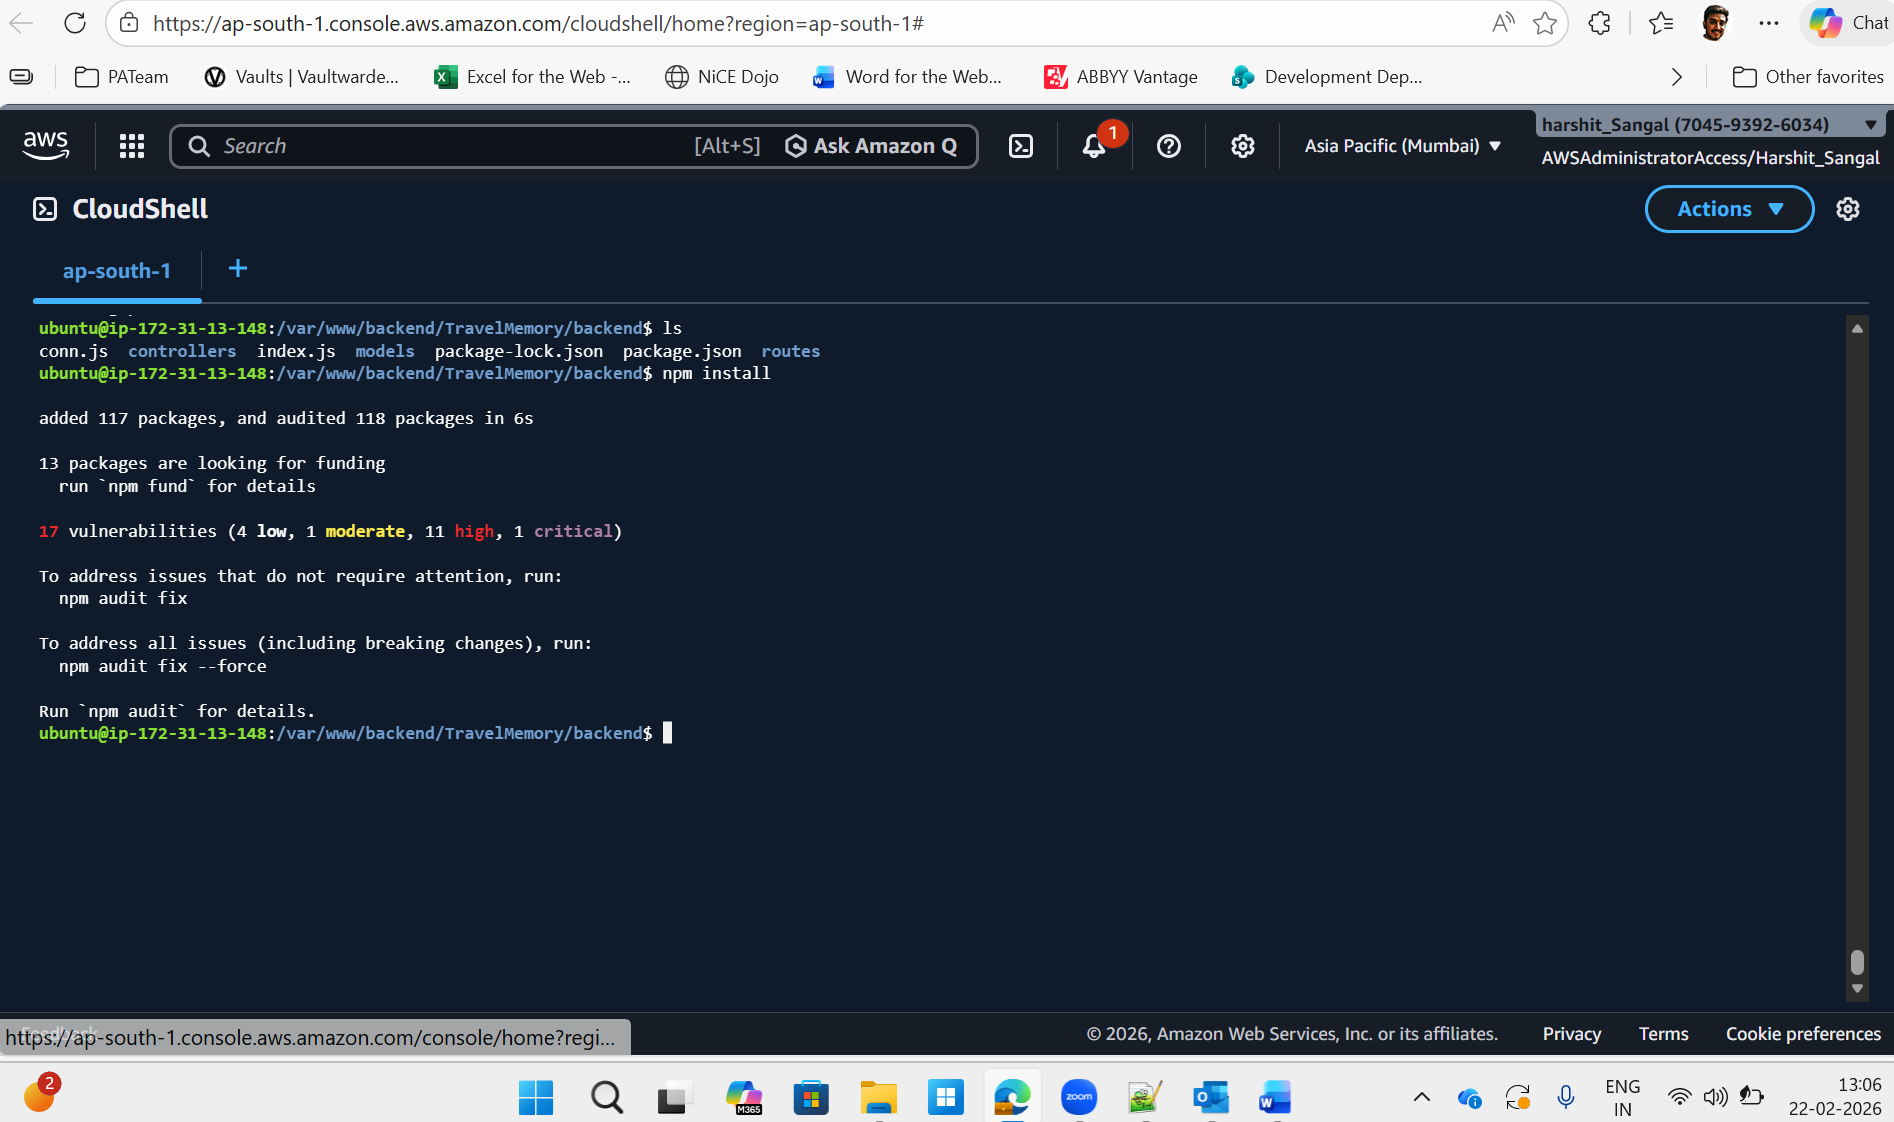 https://ap-south-1.console.aws.amazon.com/cloudshell/home?region=ap-south-1#
Chat
PATeam
Vaults | Vaultwarde...
Excel for the Web -...
NiCE Dojo
Word for the Web...
ABBYY Vantage
Development Dep...
Other favorites
aws
Search
[Alt+S]
Ask Amazon Q
1
Asia Pacific (Mumbai)
harshit_Sangal (7045-9392-6034)
AWSAdministratorAccess/Harshit_Sangal
CloudShell
Actions
ap-south-1
+
ubuntu@ip-172-31-13-148:/var/www/backend/TravelMemory/backend$ ls
conn.js  controllers  index.js  models  package-lock.json  package.json  routes
ubuntu@ip-172-31-13-148:/var/www/backend/TravelMemory/backend$ npm install
added 117 packages, and audited 118 packages in 6s
13 packages are looking for funding
  run `npm fund` for details
17 vulnerabilities (4 low, 1 moderate, 11 high, 1 critical)
To address issues that do not require attention, run:
  npm audit fix
To address all issues (including breaking changes), run:
  npm audit fix --force
Run `npm audit` for details.
ubuntu@ip-172-31-13-148:/var/www/backend/TravelMemory/backend$
Feedback
https://ap-south-1.console.aws.amazon.com/console/home?regi...
© 2026, Amazon Web Services, Inc. or its affiliates.
Privacy
Terms
Cookie preferences
2
M365
zoom
ENG
IN
13:06
22-02-2026